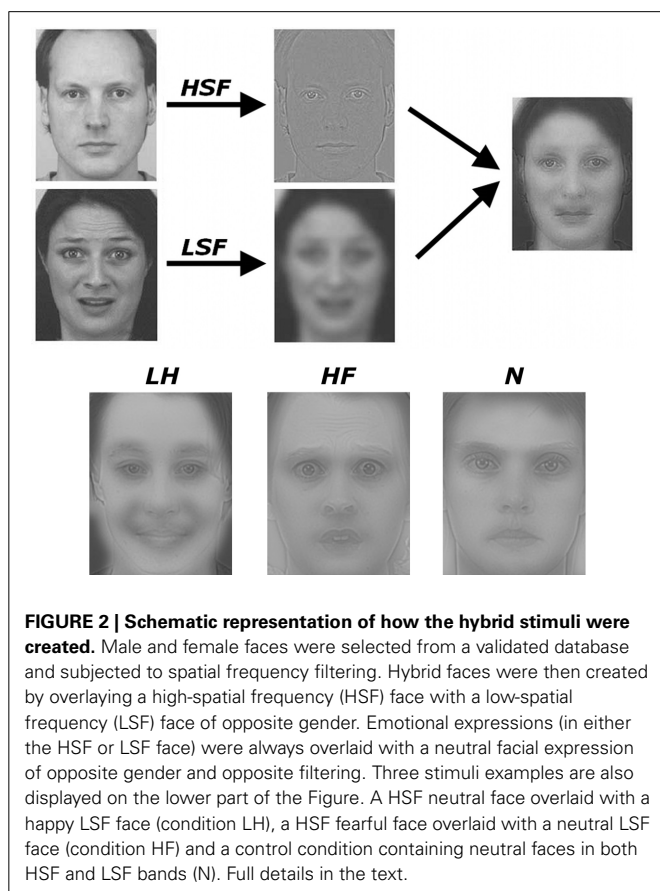 HSF
LSF
LH HF N
FIGURE 2 | Schematic representation of how the hybrid stimuli were
created. Male and female faces were selected from a validated database
and subjected to spatial frequency filtering. Hybrid faces were then created
by overlaying a high-spatial frequency (HSF) face with a low-spatial
frequency (LSF) face of opposite gender. Emotional expressions (in either
the HSF or LSF face) were always overlaid with a neutral facial expression
of opposite gender and opposite filtering. Three stimuli examples are also
displayed on the lower part of the Figure. A HSF neutral face overlaid with a
happy LSF face (condition LH), a HSF fearful face overlaid with a neutral LSF
face (condition HF) and a control condition containing neutral faces in both
HSF and LSF bands (N). Full details in the text.